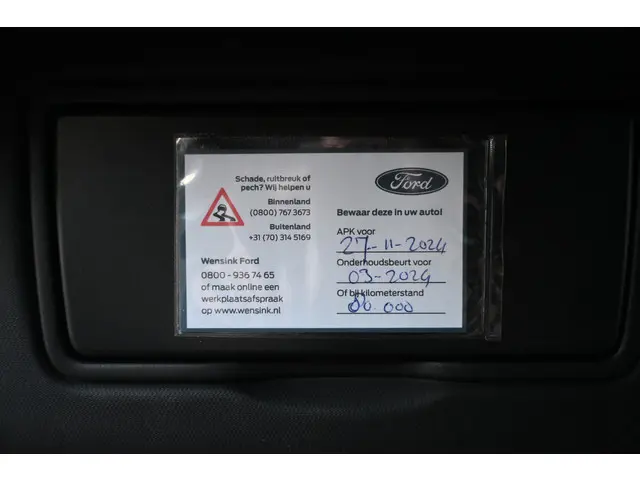 Schade, ruitbreuk of
pech? Wij helpen u
Binnenland
(0800) 767 3673
Buitenland
+31 (70) 314 5169
Wensink Ford
0800 - 936 74 65
of maak online een
werkplaatsafspraak
op www.wensink.nl
Ford
Bewaar deze in uw auto!
APK voor
27-11-2024
Onderhoudsbeurt voor
03-2024
Of bij kilometerstand
.000